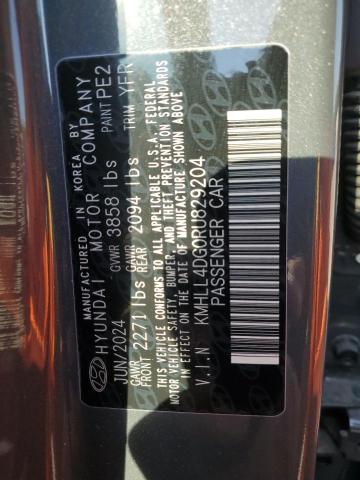 MANUFACTURED IN KOREA BY
HYUNDAI MOTOR COMPANY
JUN/2024 GVWR 3858 lbs PAINT PE2
GAWR FRONT 2271 lbs GAWR REAR 2094 lbs TRIM YFR
THIS VEHICLE CONFORMS TO ALL APPLICABLE U.S.A. FEDERAL
MOTOR VEHICLE SAFETY, BUMPER, AND THEFT PREVENTION STANDARDS
IN EFFECT ON THE DATE OF MANUFACTURE SHOWN ABOVE
V.I.N KMHLL4DG0RU829204
PASSENGER CAR